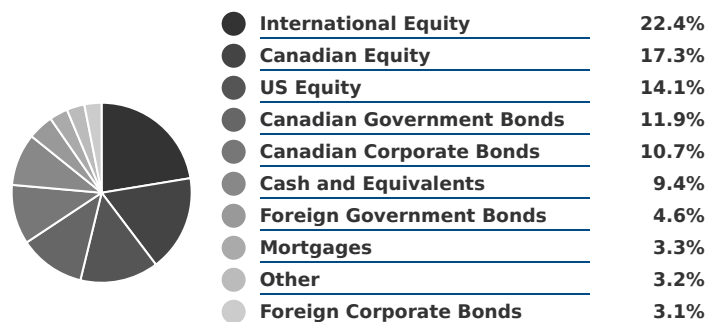 International Equity 22.4%
Canadian Equity 17.3%
US Equity 14.1%
Canadian Government Bonds 11.9%
Canadian Corporate Bonds 10.7%
Cash and Equivalents 9.4%
Foreign Government Bonds 4.6%
Mortgages 3.3%
Other 3.2%
Foreign Corporate Bonds 3.1%